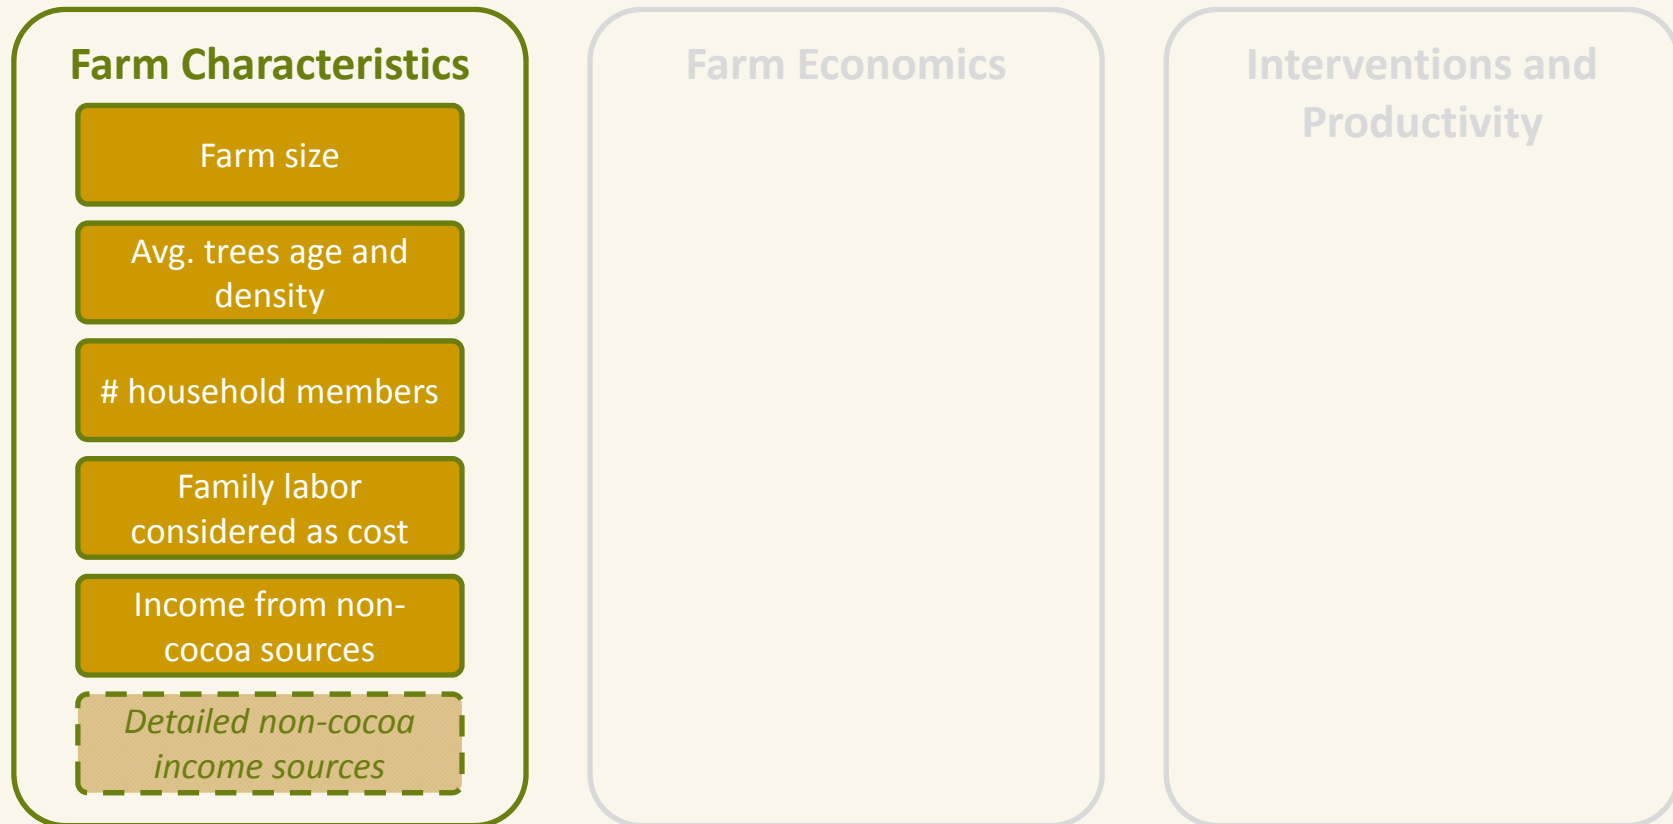 Farm Characteristics
Farm size
Avg. trees age and
density
# household members
Family labor
considered as cost
Income from non-
cocoa sources
Detailed non-cocoa
income sources
Farm Economics
Interventions and
Productivity